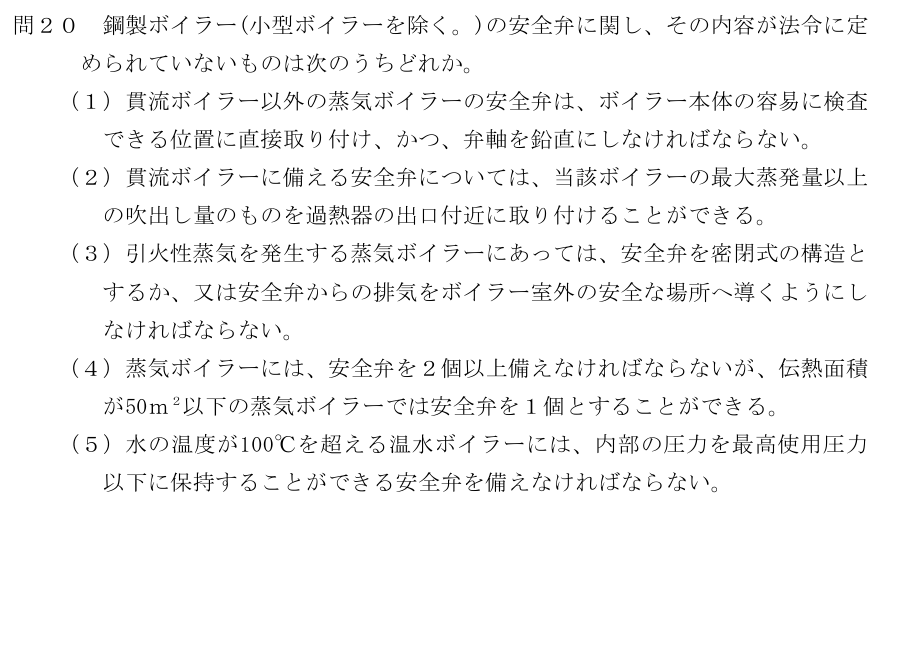 問２０　鋼製ボイラー(小型ボイラーを除く。)の安全弁に関し、その内容が法令に定
められていないものは次のうちどれか。
（１）貫流ボイラー以外の蒸気ボイラーの安全弁は、ボイラー本体の容易に検査
できる位置に直接取り付け、かつ、弁軸を鉛直にしなければならない。
（２）貫流ボイラーに備える安全弁については、当該ボイラーの最大蒸発量以上
の吹出し量のものを過熱器の出口付近に取り付けることができる。
（３）引火性蒸気を発生する蒸気ボイラーにあっては、安全弁を密閉式の構造と
するか、又は安全弁からの排気をボイラー室外の安全な場所へ導くようにし
なければならない。
（４）蒸気ボイラーには、安全弁を２個以上備えなければならないが、伝熱面積
が50ｍ²以下の蒸気ボイラーでは安全弁を１個とすることができる。
（５）水の温度が100℃を超える温水ボイラーには、内部の圧力を最高使用圧力
以下に保持することができる安全弁を備えなければならない。